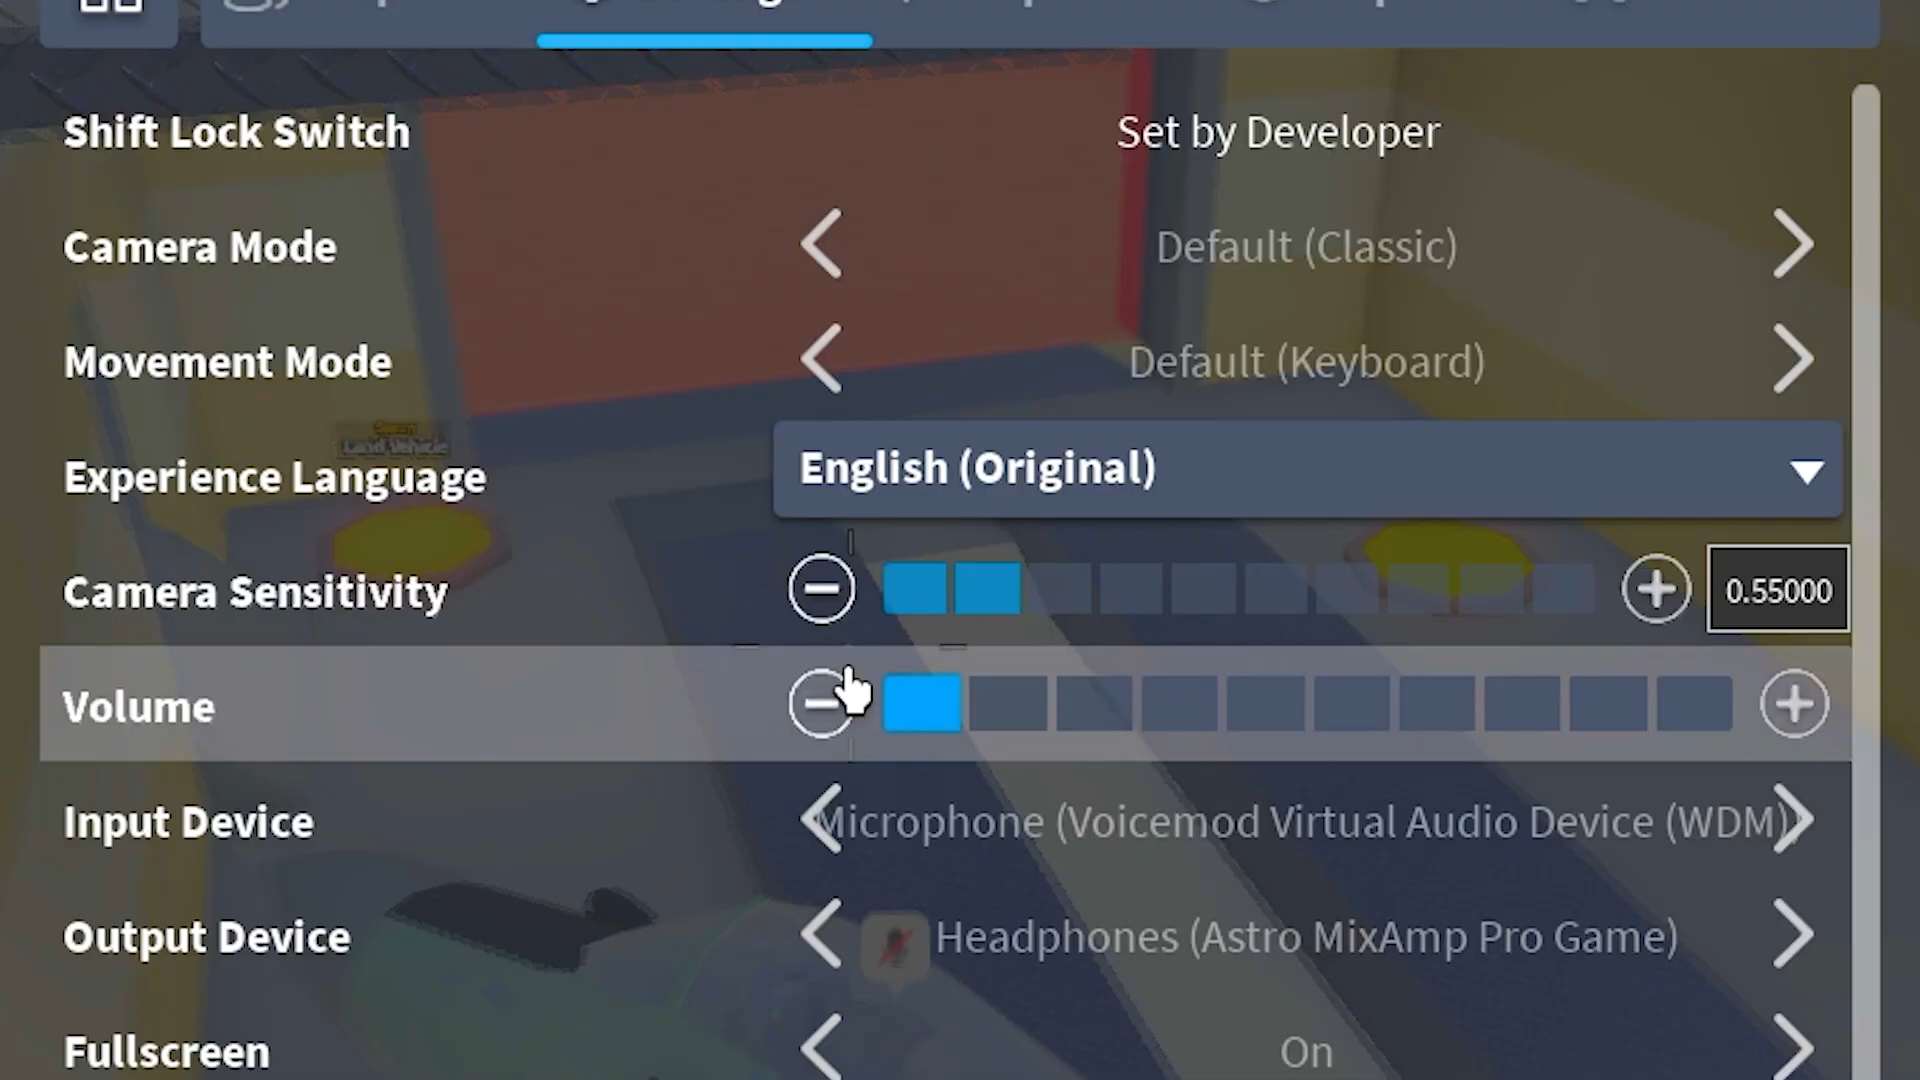 Shift Lock Switch
Set by Developer
Camera Mode
Default (Classic)
Movement Mode
Default (Keyboard)
Experience Language
English (Original)
Camera Sensitivity
0.55000
Volume
Input Device
Microphone (Voicemod Virtual Audio Device (WDM))
Output Device
Headphones (Astro MixAmp Pro Game)
Fullscreen
On
Land Vehicle